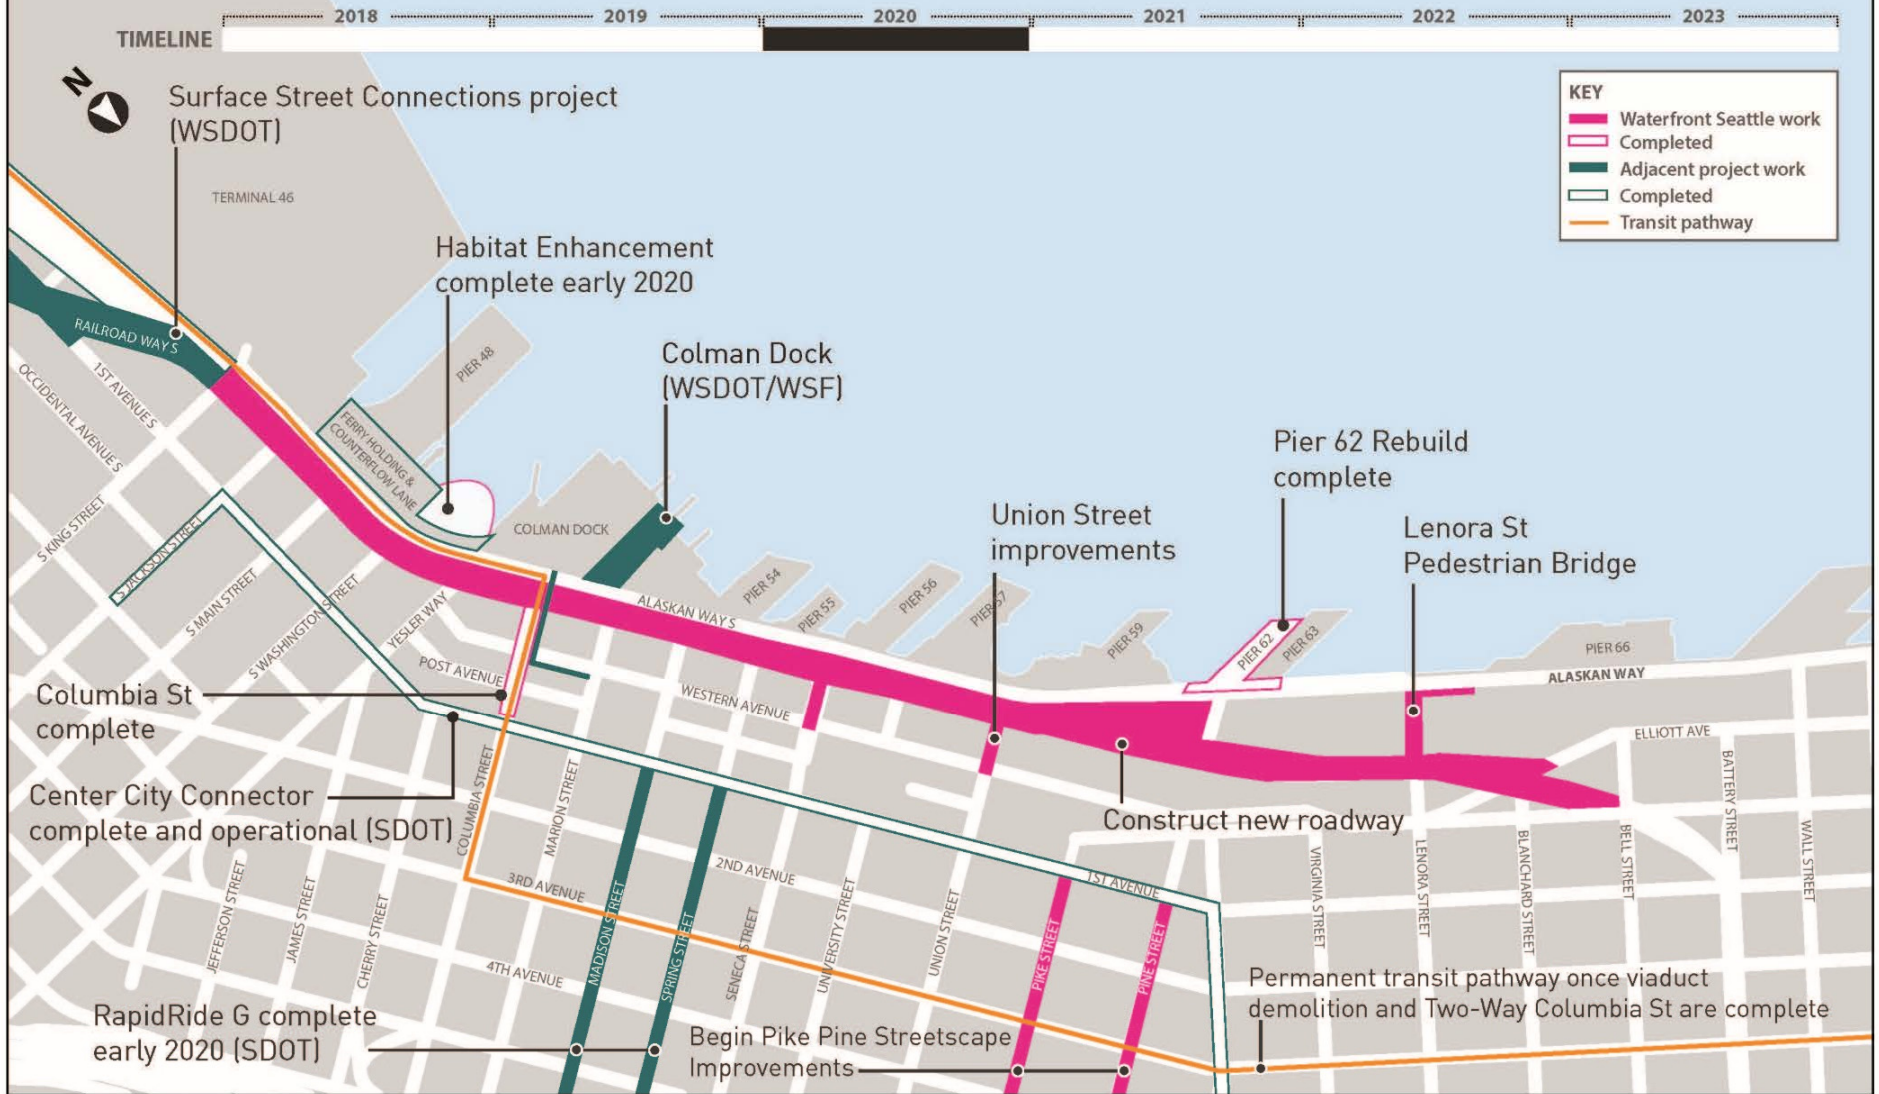 2018 2019 2020 2021 2022 2023
TIMELINE
N
KEY
Waterfront Seattle work
Completed
Adjacent project work
Completed
Transit pathway
Surface Street Connections project
(WSDOT)
TERMINAL 46
Habitat Enhancement
complete early 2020
Colman Dock
(WSDOT/WSF)
Pier 62 Rebuild
complete
Union Street
improvements
Lenora St
Pedestrian Bridge
RAILROAD WAY S
1ST AVENUE S
OCCIDENTAL AVENUE S
PIER 48
FERRY HOLDING &
COUNTERFLOW LANE
COLMAN DOCK
PIER 54
PIER 55
PIER 56
PIER 57
PIER 59
PIER 62
PIER 63
PIER 66
ALASKAN WAY
ALASKAN WAY S
S KING STREET
S JACKSON STREET
S MAIN STREET
S WASHINGTON STREET
YESLER WAY
POST AVENUE
WESTERN AVENUE
ELLIOTT AVE
Columbia St
complete
Center City Connector
complete and operational (SDOT)
Construct new roadway
COLUMBIA STREET
MARION STREET
BATTERY STREET
WALL STREET
2ND AVENUE
1ST AVENUE
3RD AVENUE
4TH AVENUE
JEFFERSON STREET
JAMES STREET
CHERRY STREET
MADISON STREET
SPRING STREET
SENECA STREET
UNIVERSITY STREET
UNION STREET
PIKE STREET
PINE STREET
VIRGINIA STREET
LENORA STREET
BLANCHARD STREET
BELL STREET
RapidRide G complete
early 2020 (SDOT)
Begin Pike Pine Streetscape
Improvements
Permanent transit pathway once viaduct
demolition and Two-Way Columbia St are complete